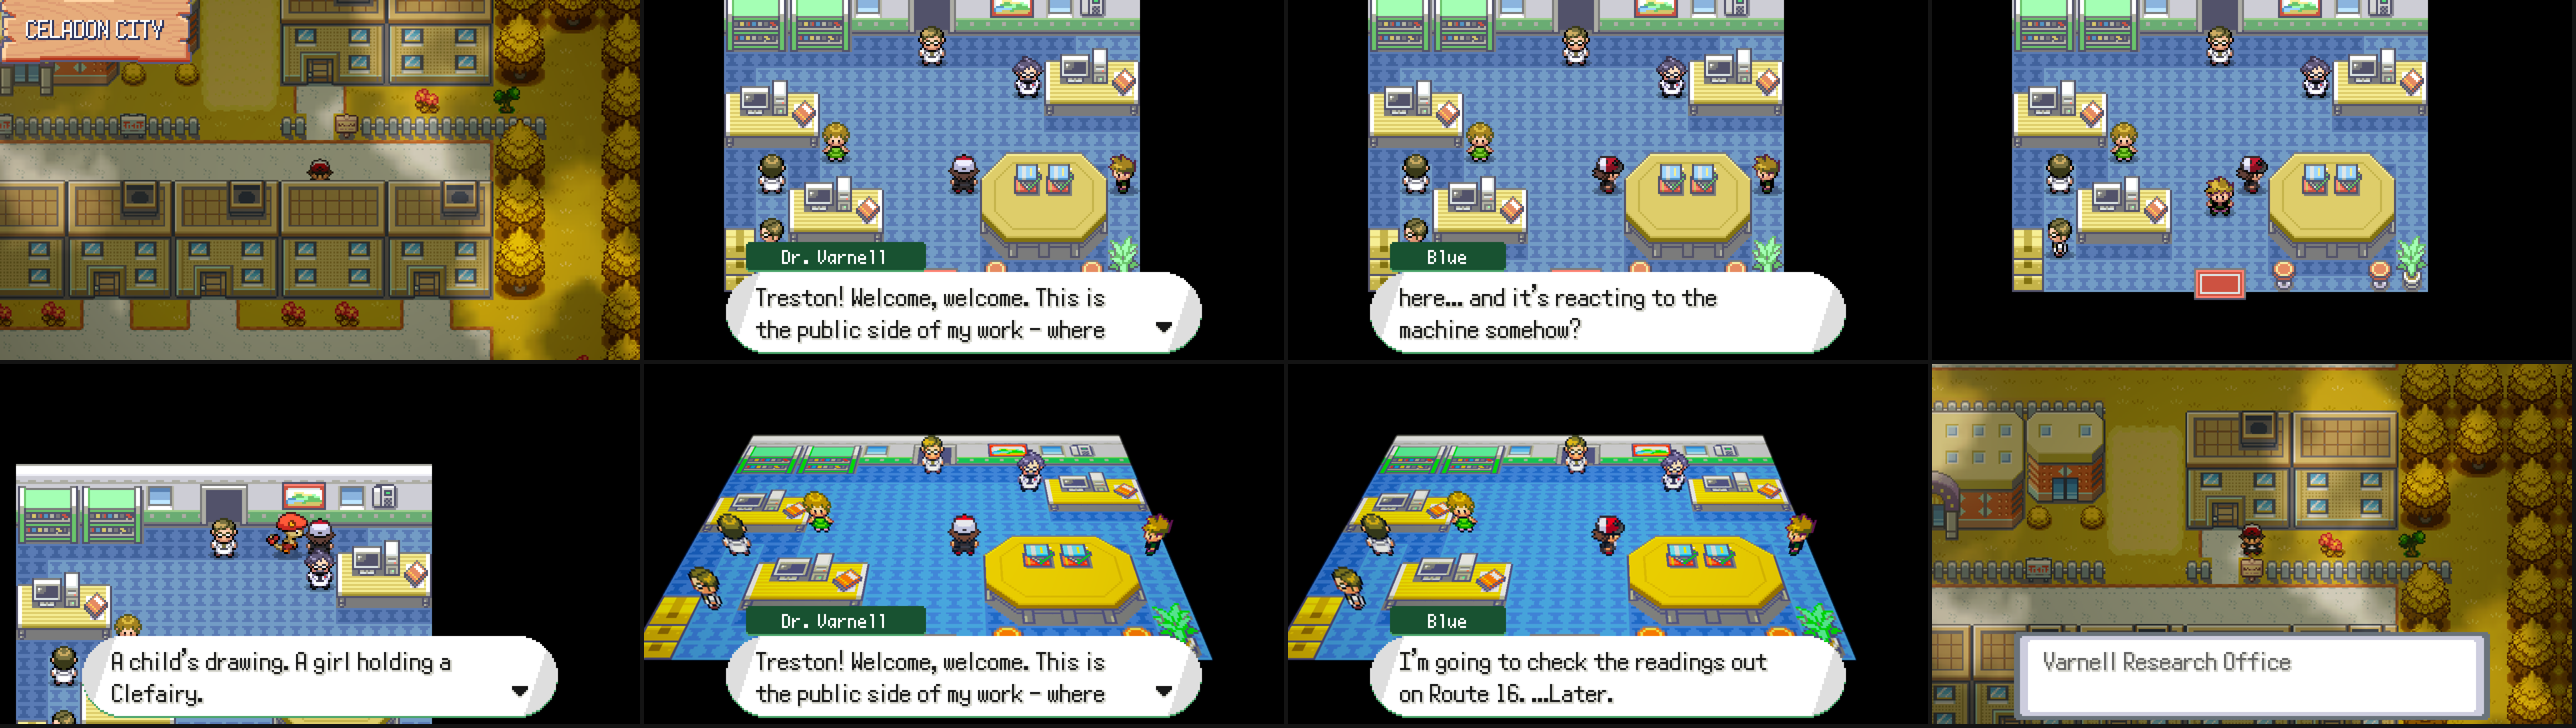 CELADON CITY
Dr. Varnell
Treston! Welcome, welcome. This is
the public side of my work - where
Blue
here... and it's reacting to the
machine somehow?
A child's drawing. A girl holding a
Clefairy.
Dr. Varnell
Treston! Welcome, welcome. This is
the public side of my work - where
Blue
I'm going to check the readings out
on Route 16. ...Later.
Varnell Research Office